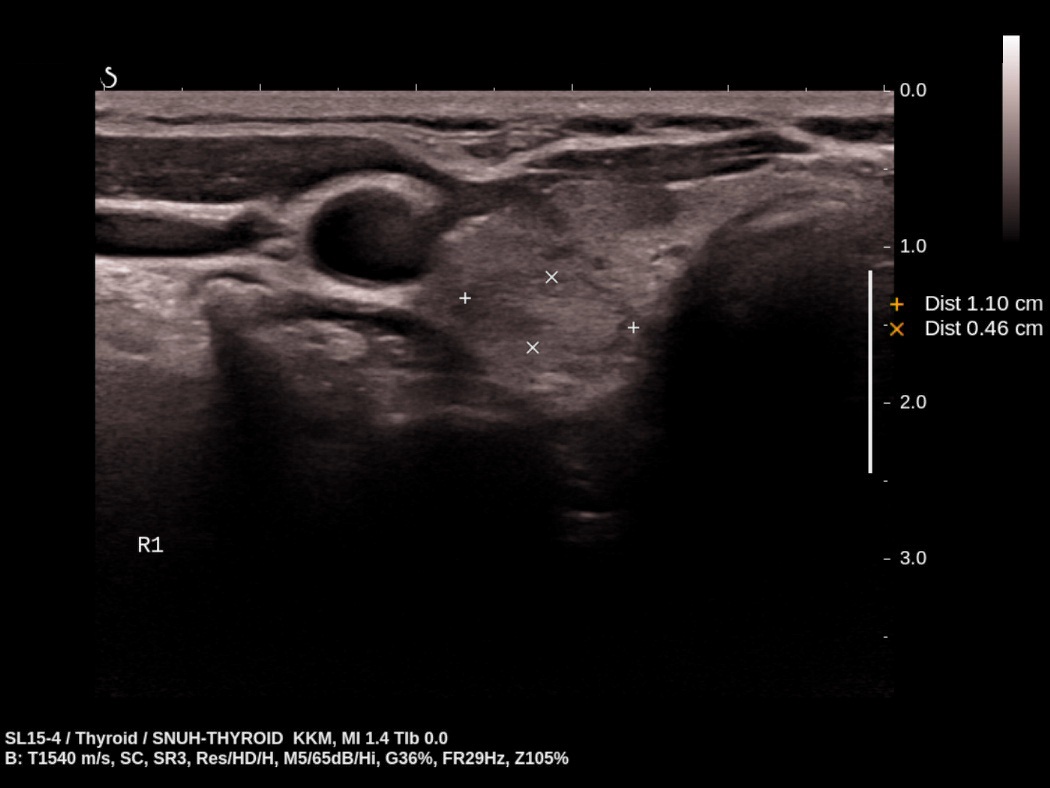 S
0.0
1.0
+ Dist 1.10 cm
× Dist 0.46 cm
2.0
R1
3.0
SL15-4 / Thyroid / SNUH-THYROID KKM, MI 1.4 TIb 0.0
B: T1540 m/s, SC, SR3, Res/HD/H, M5/65dB/Hi, G36%, FR29Hz, Z105%